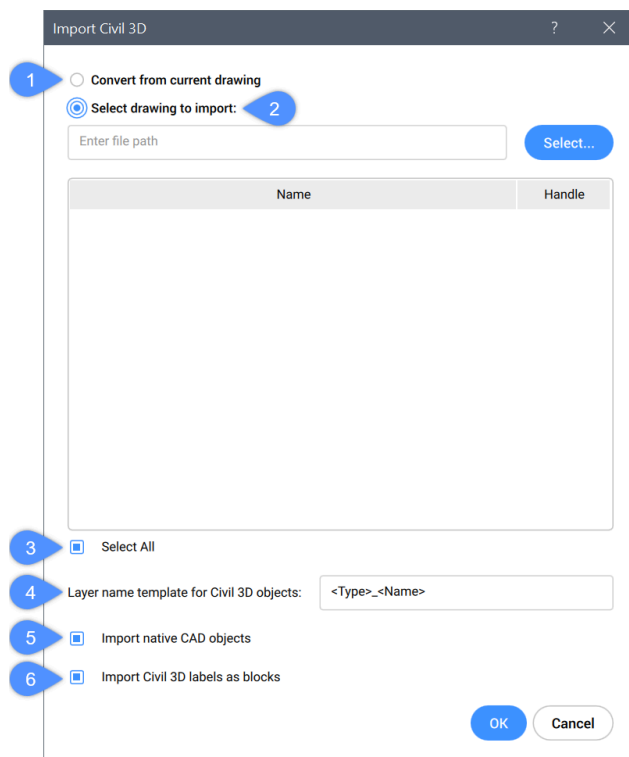 Import Civil 3D ? ×
1 Convert from current drawing
Select drawing to import: 2
Enter file path Select...
Name Handle
3 Select All
4 Layer name template for Civil 3D objects: <Type>_<Name>
5 Import native CAD objects
6 Import Civil 3D labels as blocks
OK Cancel